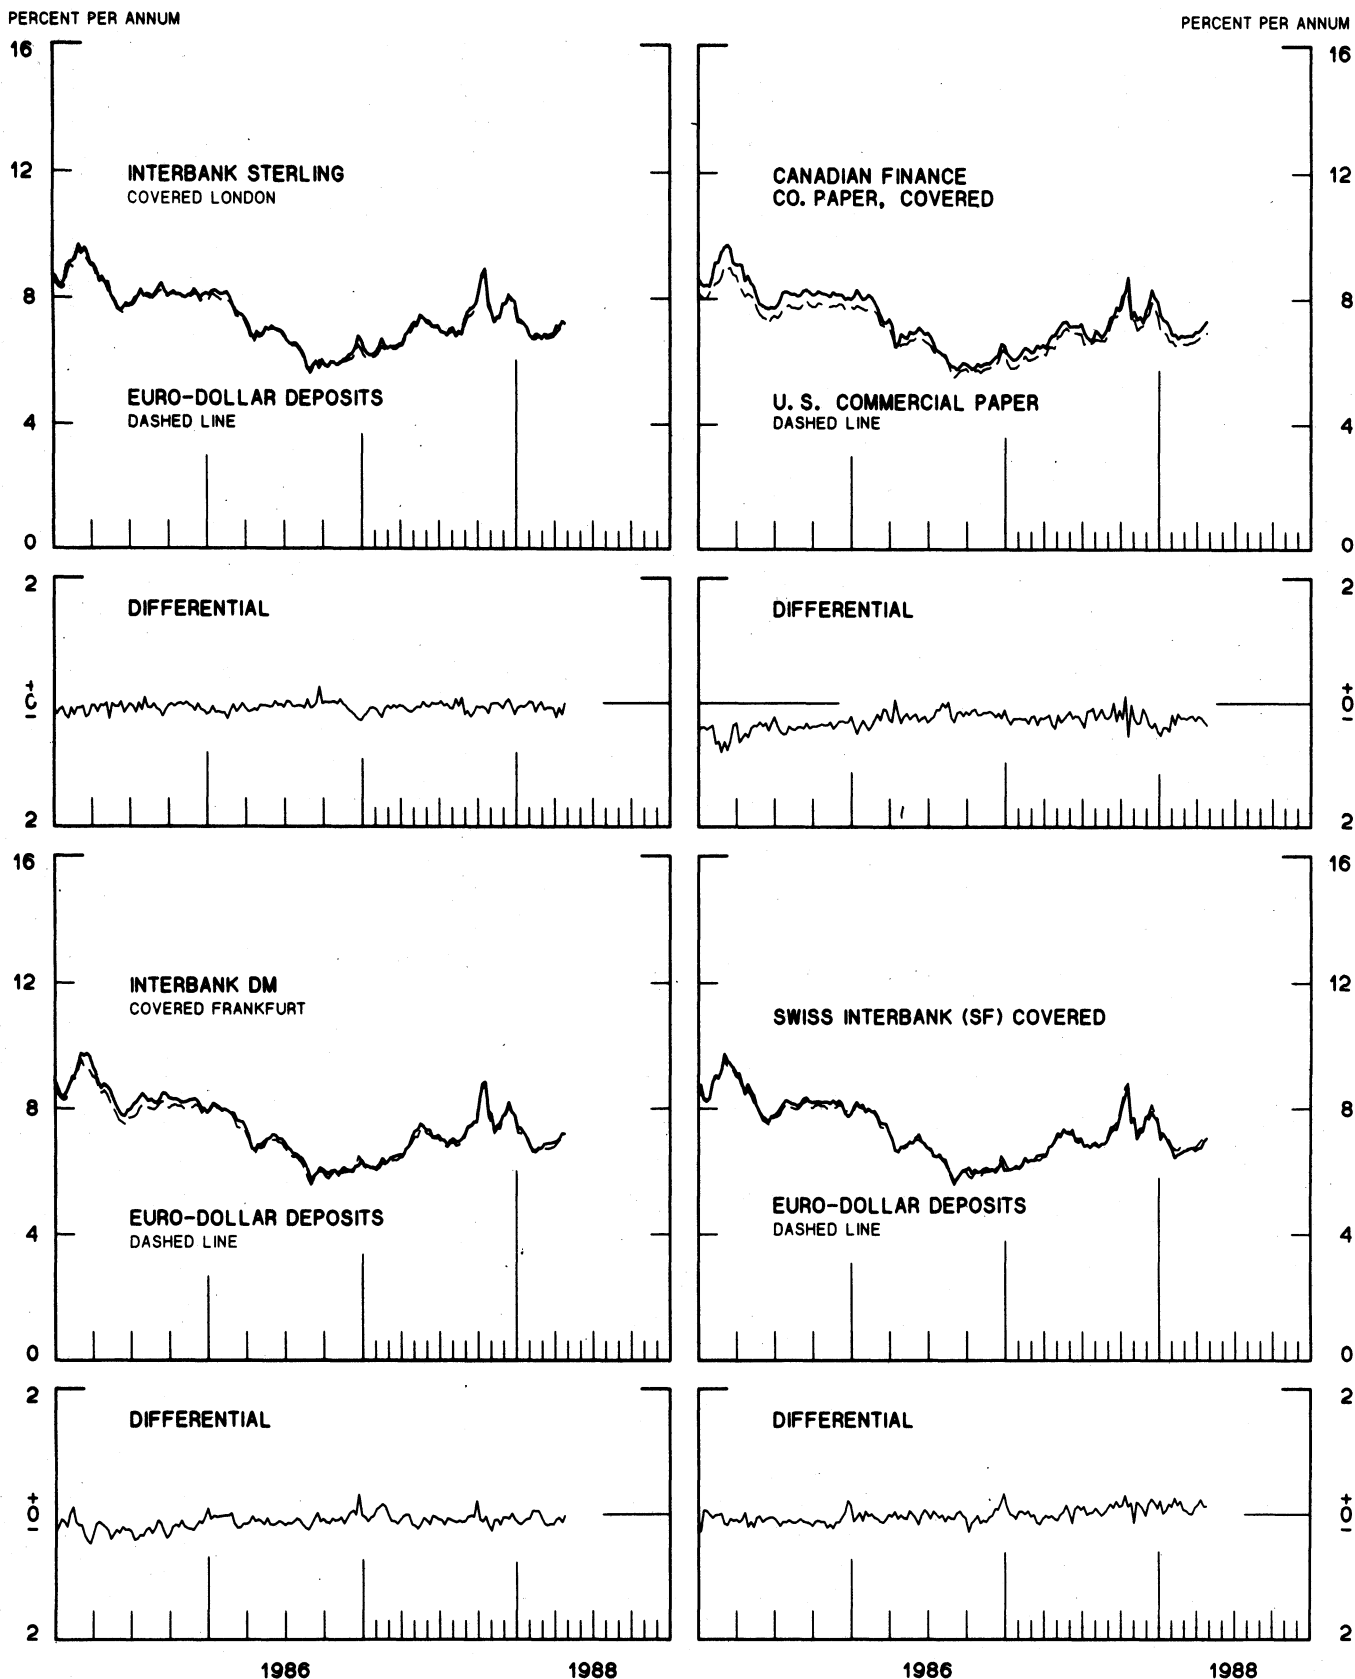 PERCENT PER ANNUM
PERCENT PER ANNUM
16
12
8
4
0
INTERBANK STERLING
COVERED LONDON
EURO-DOLLAR DEPOSITS
DASHED LINE
CANADIAN FINANCE
CO. PAPER, COVERED
U. S. COMMERCIAL PAPER
DASHED LINE
16
12
8
4
0
2
DIFFERENTIAL
+
0
−
2
DIFFERENTIAL
2
+
0
−
2
16
12
8
4
0
INTERBANK DM
COVERED FRANKFURT
EURO-DOLLAR DEPOSITS
DASHED LINE
SWISS INTERBANK (SF) COVERED
EURO-DOLLAR DEPOSITS
DASHED LINE
16
12
8
4
0
2
DIFFERENTIAL
+
0
−
2
DIFFERENTIAL
2
+
0
−
2
1986
1988
1986
1988